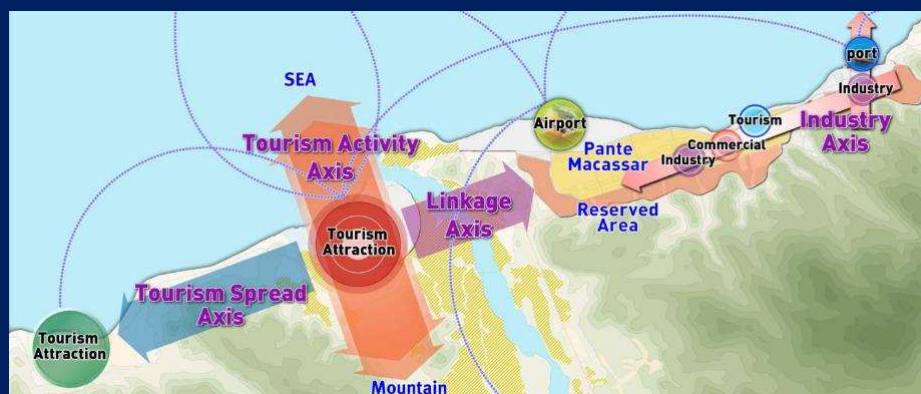 SEA
Tourism Activity
Axis
Airport
Pante
Macassar
Linkage
Axis
Reserved
Area
port
Industry
Industry
Axis
Tourism
Commercial
Industry
Tourism
Attraction
Tourism Spread
Axis
Tourism
Attraction
Mountain